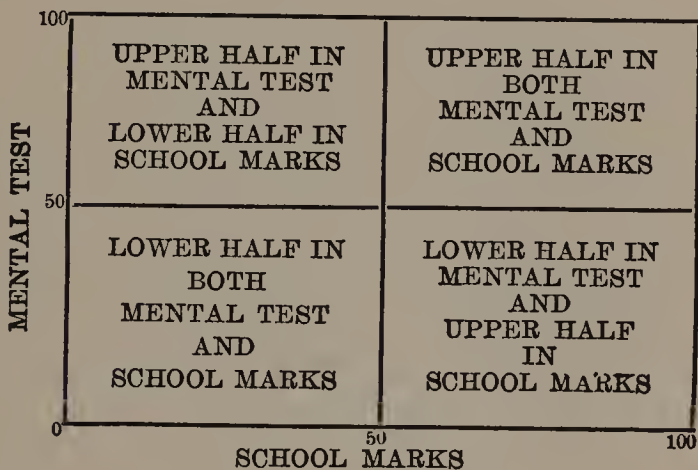 100
UPPER HALF IN
MENTAL TEST
AND
LOWER HALF IN
SCHOOL MARKS
UPPER HALF IN
BOTH
MENTAL TEST
AND
SCHOOL MARKS
MENTAL TEST
50
LOWER HALF IN
BOTH
MENTAL TEST
AND
SCHOOL MARKS
LOWER HALF IN
MENTAL TEST
AND
UPPER HALF
IN
SCHOOL MARKS
0
50
100
SCHOOL MARKS